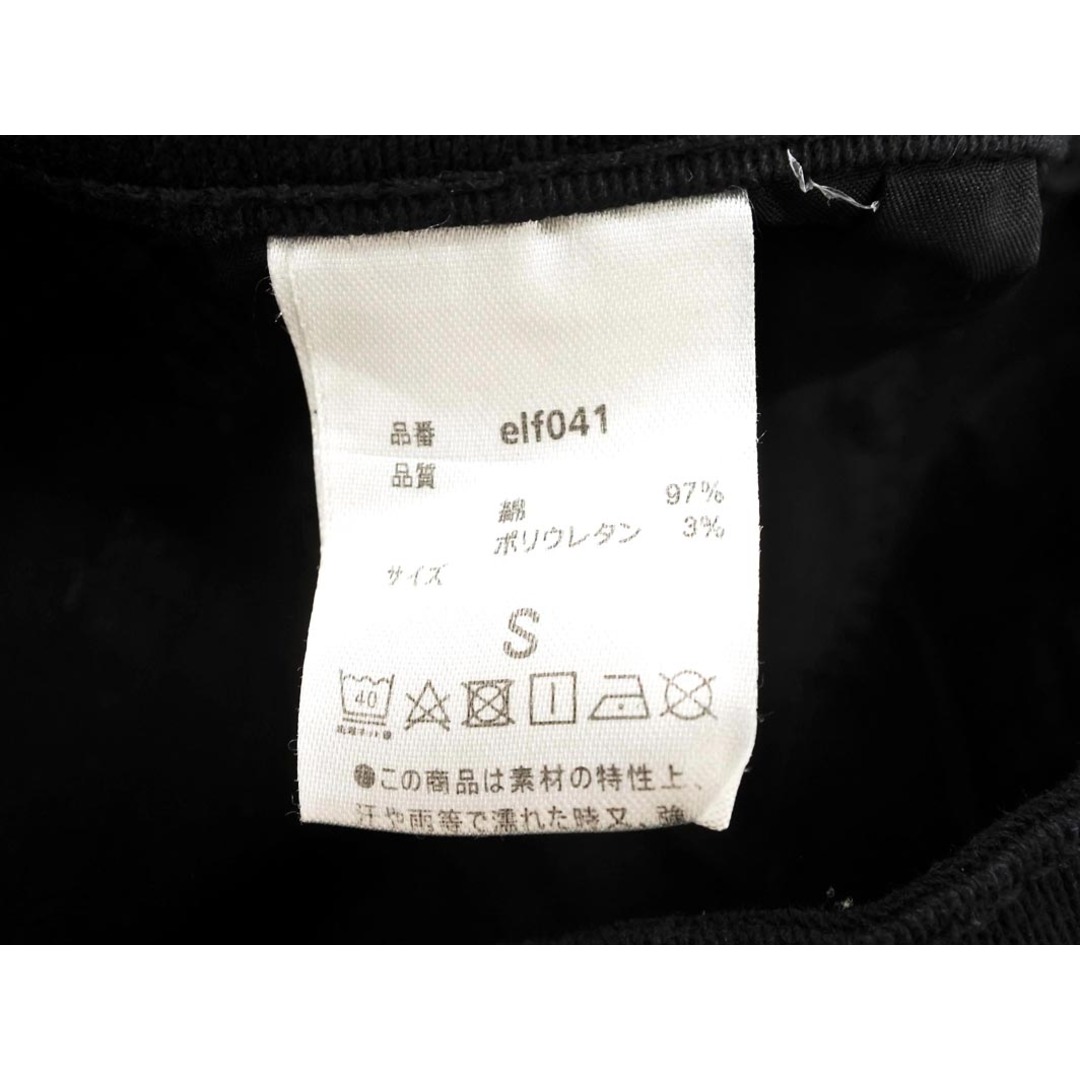 品番 elf041
品質
綿 97%
ポリウレタン 3%
サイズ
S
40
●この商品は素材の特性上、
汗や雨等で濡れた時又、強